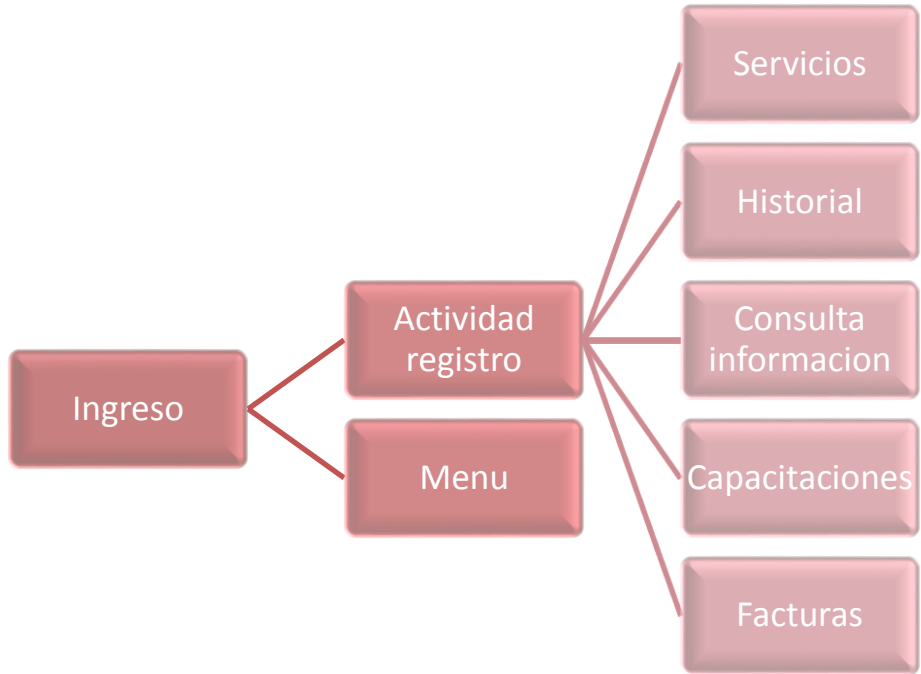 Ingreso
Actividad
registro
Menu
Servicios
Historial
Consulta
informacion
Capacitaciones
Facturas